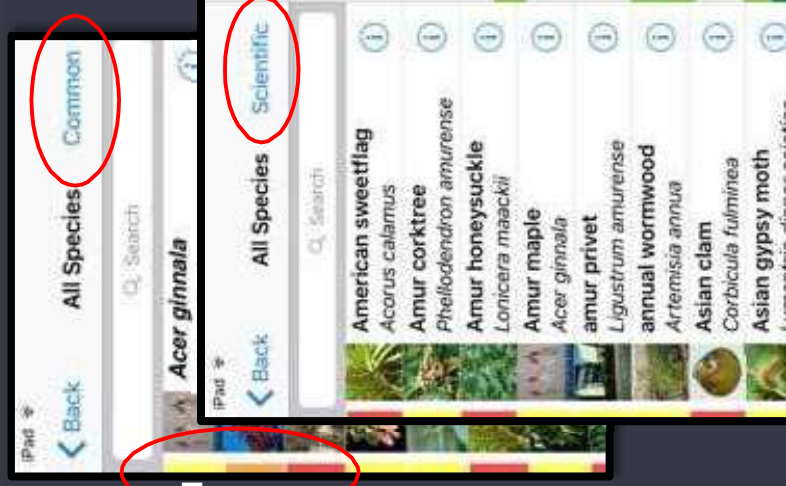 iPad
Back All Species Common
Search
Acer ginnala
iPad
Back All Species Scientific
Search
American sweetflag
Acorus calamus
Amur corktree
Phellodendron amurense
Amur honeysuckle
Lonicera maackii
Amur maple
Acer ginnala
amur privet
Ligustrum amurense
annual wormwood
Artemisia annua
Asian clam
Corbicula fulminea
Asian gypsy moth